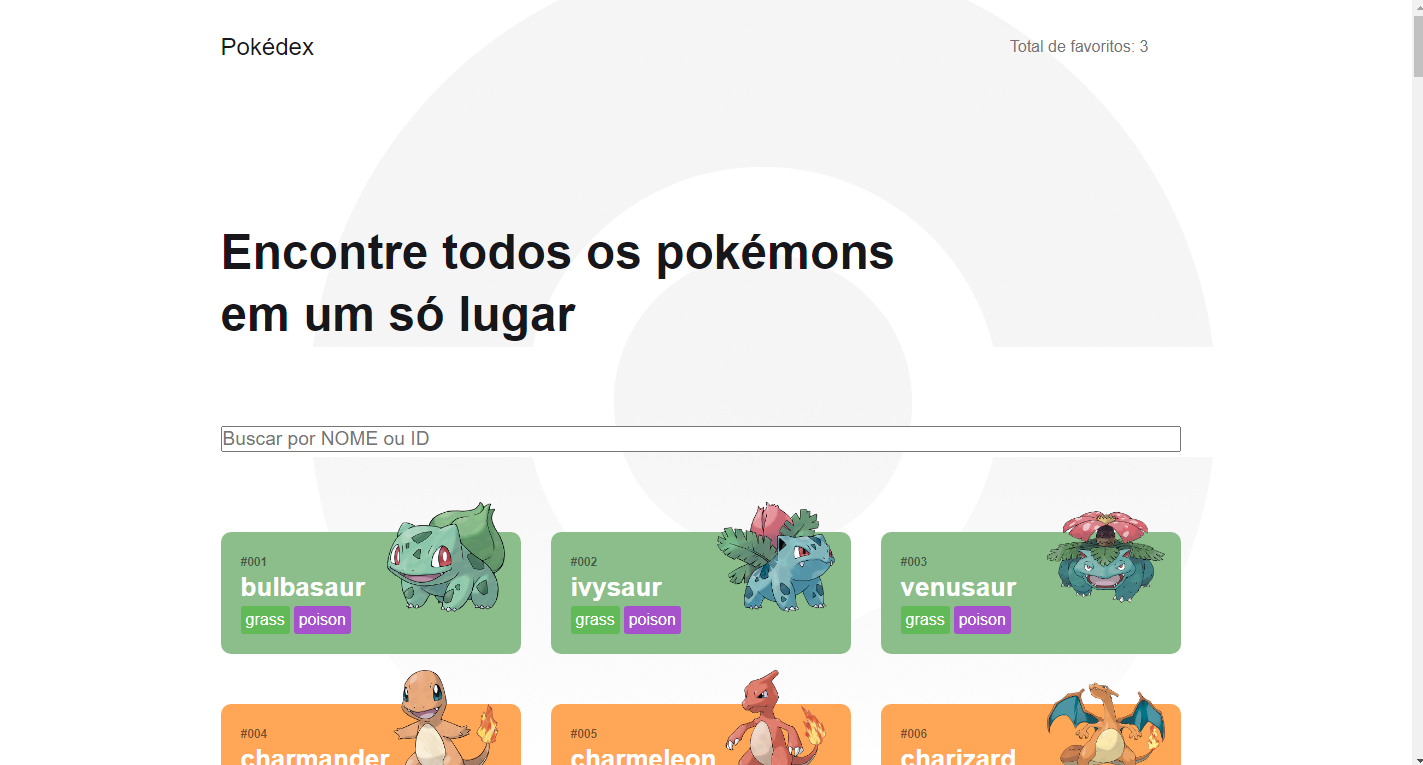 Pokédex
Total de favoritos: 3
Encontre todos os pokémons
em um só lugar
Buscar por NOME ou ID
#001
bulbasaur
grass poison
#002
ivysaur
grass poison
#003
venusaur
grass poison
#004
charmander
#005
charmeleon
#006
charizard